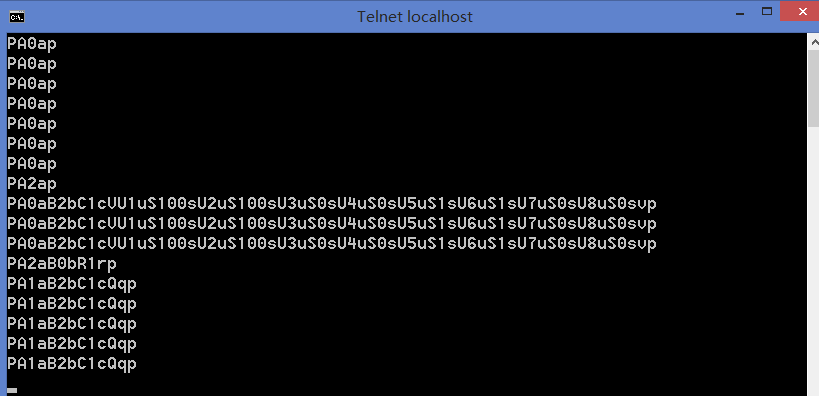 C:\.
Telnet localhost
PA0ap
PA0ap
PA0ap
PA0ap
PA0ap
PA0ap
PA0ap
PA2ap
PA0aB2bC1cVU1uS100sU2uS100sU3uS0sU4uS0sU5uS1sU6uS1sU7uS0sU8uS0svp
PA0aB2bC1cVU1uS100sU2uS100sU3uS0sU4uS0sU5uS1sU6uS1sU7uS0sU8uS0svp
PA0aB2bC1cVU1uS100sU2uS100sU3uS0sU4uS0sU5uS1sU6uS1sU7uS0sU8uS0svp
PA2aB0bR1rp
PA1aB2bC1cQqp
PA1aB2bC1cQqp
PA1aB2bC1cQqp
PA1aB2bC1cQqp
PA1aB2bC1cQqp